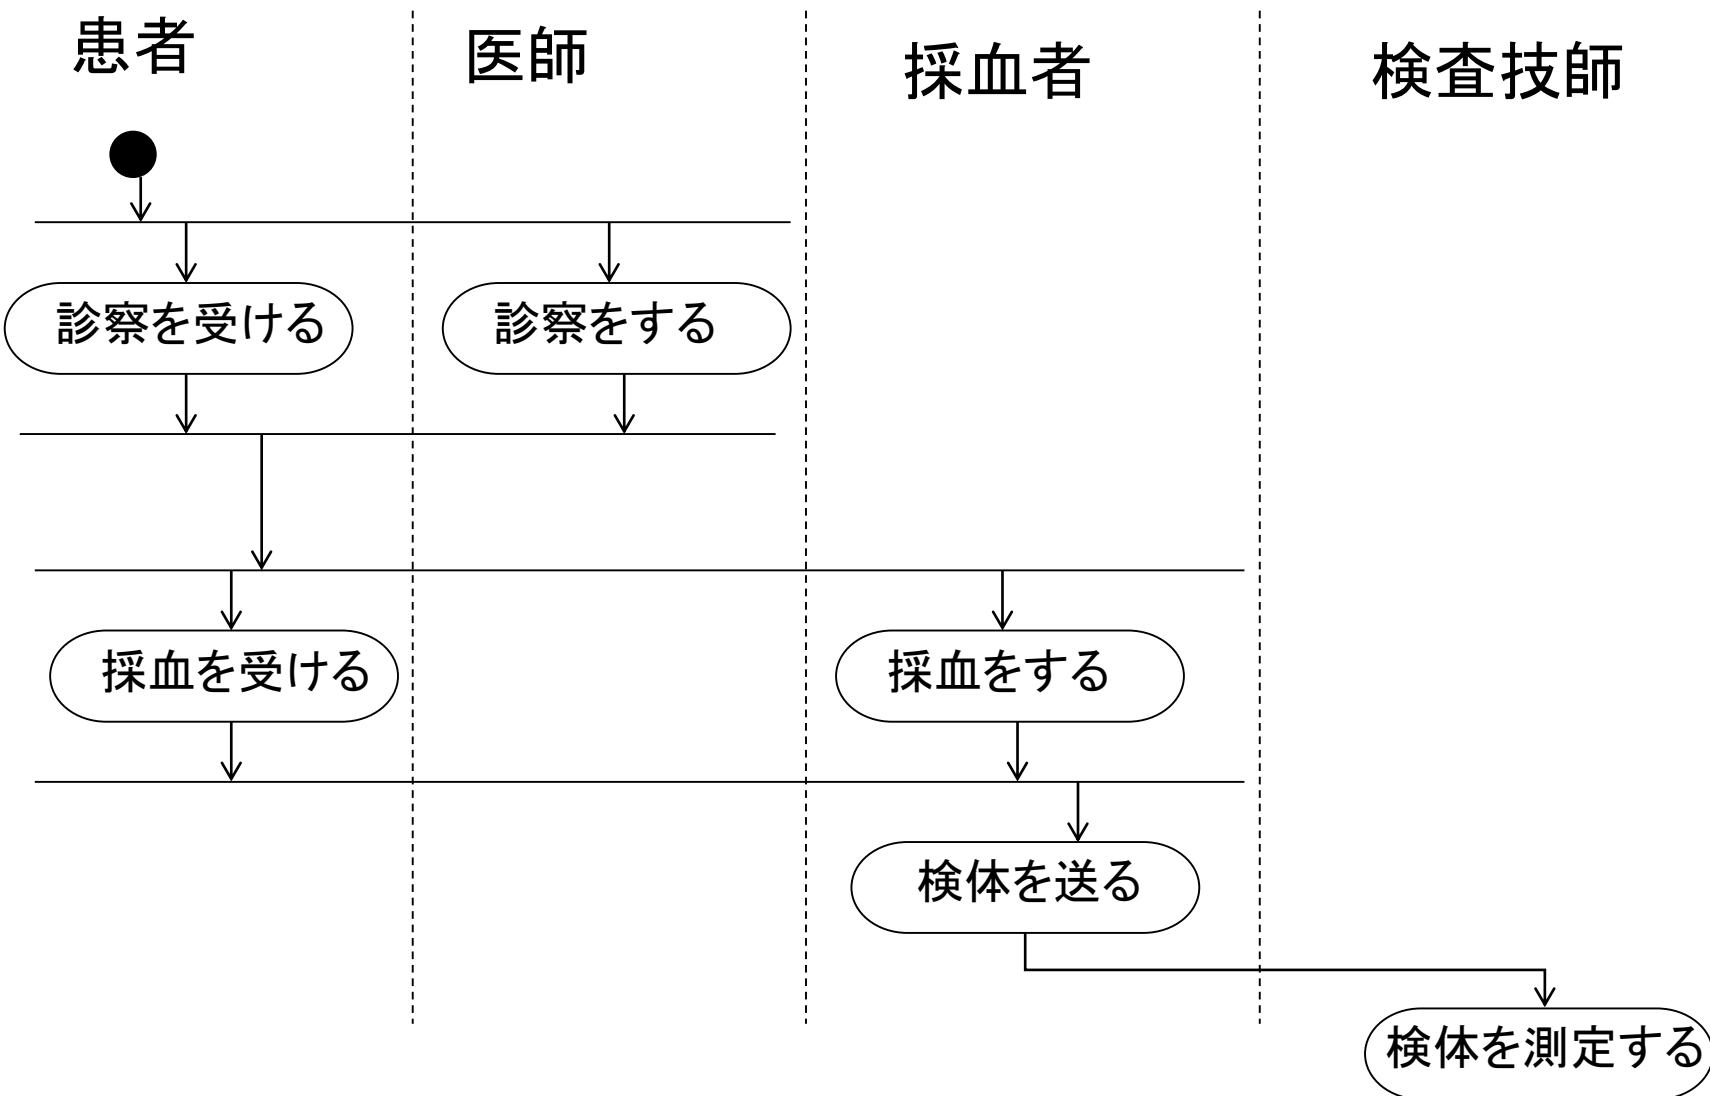 患者
医師
採血者
検査技師
診察を受ける
診察をする
採血を受ける
採血をする
検体を送る
検体を測定する